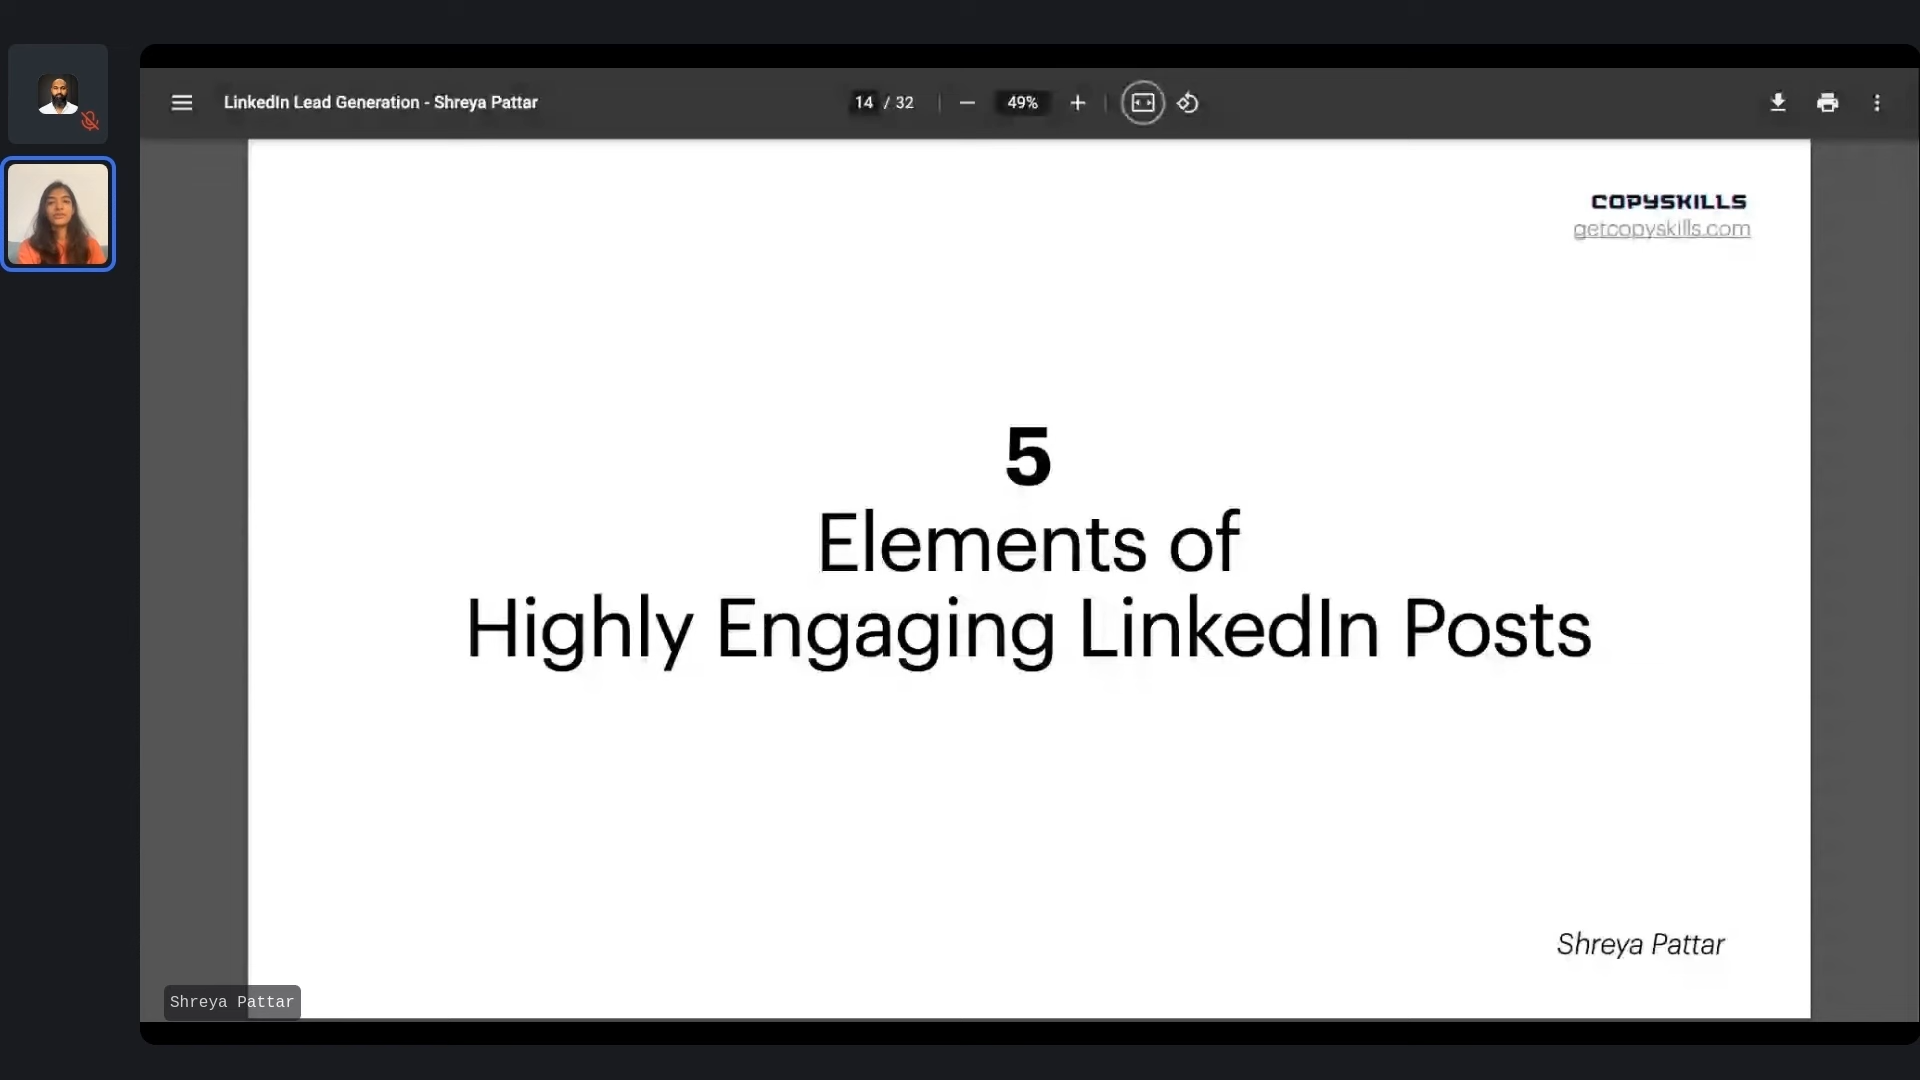 LinkedIn Lead Generation - Shreya Pattar
14 / 32
49%
COPYSKILLS
getcopyskills.com
5
Elements of
Highly Engaging LinkedIn Posts
Shreya Pattar
Shreya Pattar